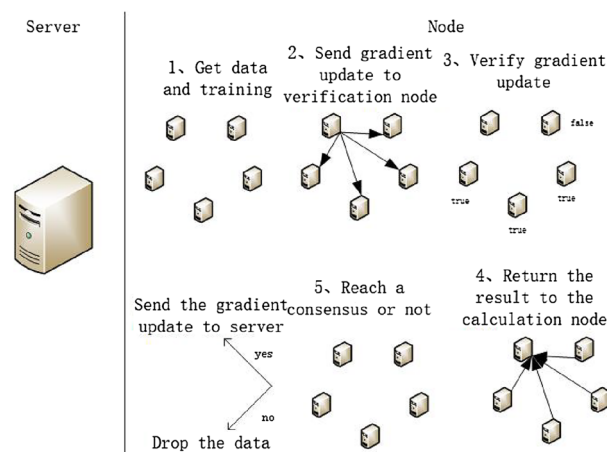 Server
Node
1、Get data
and training
2、Send gradient
update to
verification node
3、Verify gradient
update
false
true
true
true
4、Return the
result to the
calculation node
5、Reach a
consensus or not
Send the gradient
update to server
yes
no
Drop the data